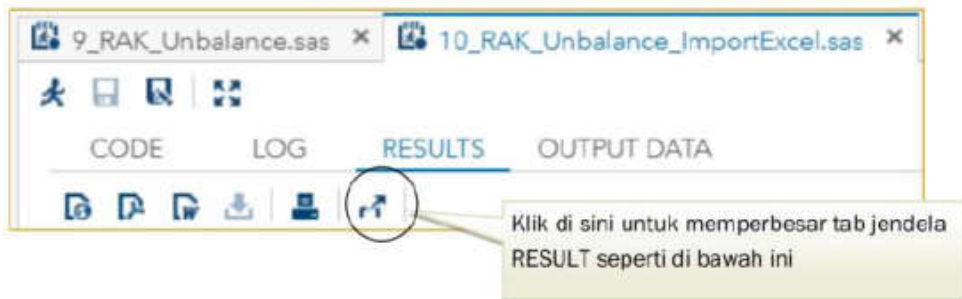 9_RAK_Unbalance.sas × 10_RAK_Unbalance_ImportExcel.sas ×
CODE LOG RESULTS OUTPUT DATA
Klik di sini untuk memperbesar tab jendela
RESULT seperti di bawah ini